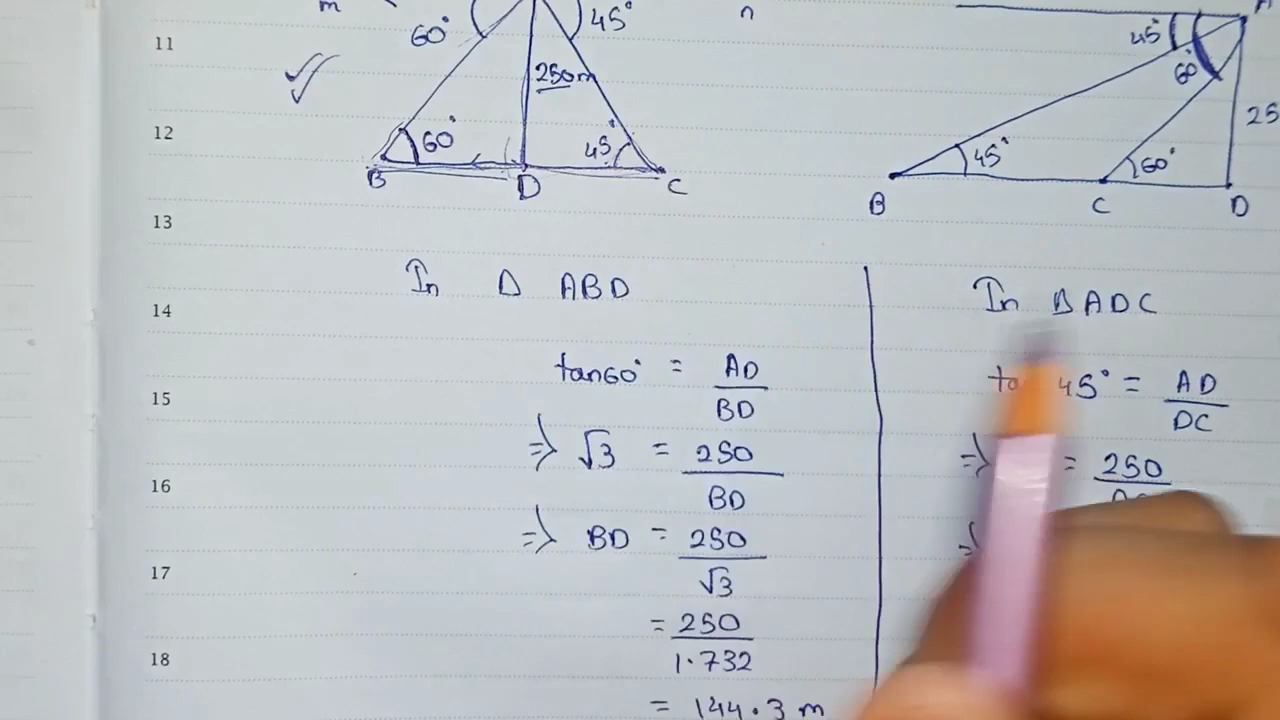 m
n
11
60°
45°
250m
12
60°
45°
B
D
C
45°
60°
25
45°
60°
B
C
D
13
In Δ ABD
14
tan60° = AD
BD
15
⇒ √3 = 250
BD
16
⇒ BD = 250
√3
17
= 250
1.732
18
= 144.3 m
In Δ ADC
45° = AD
DC
⇒ = 250
⇒